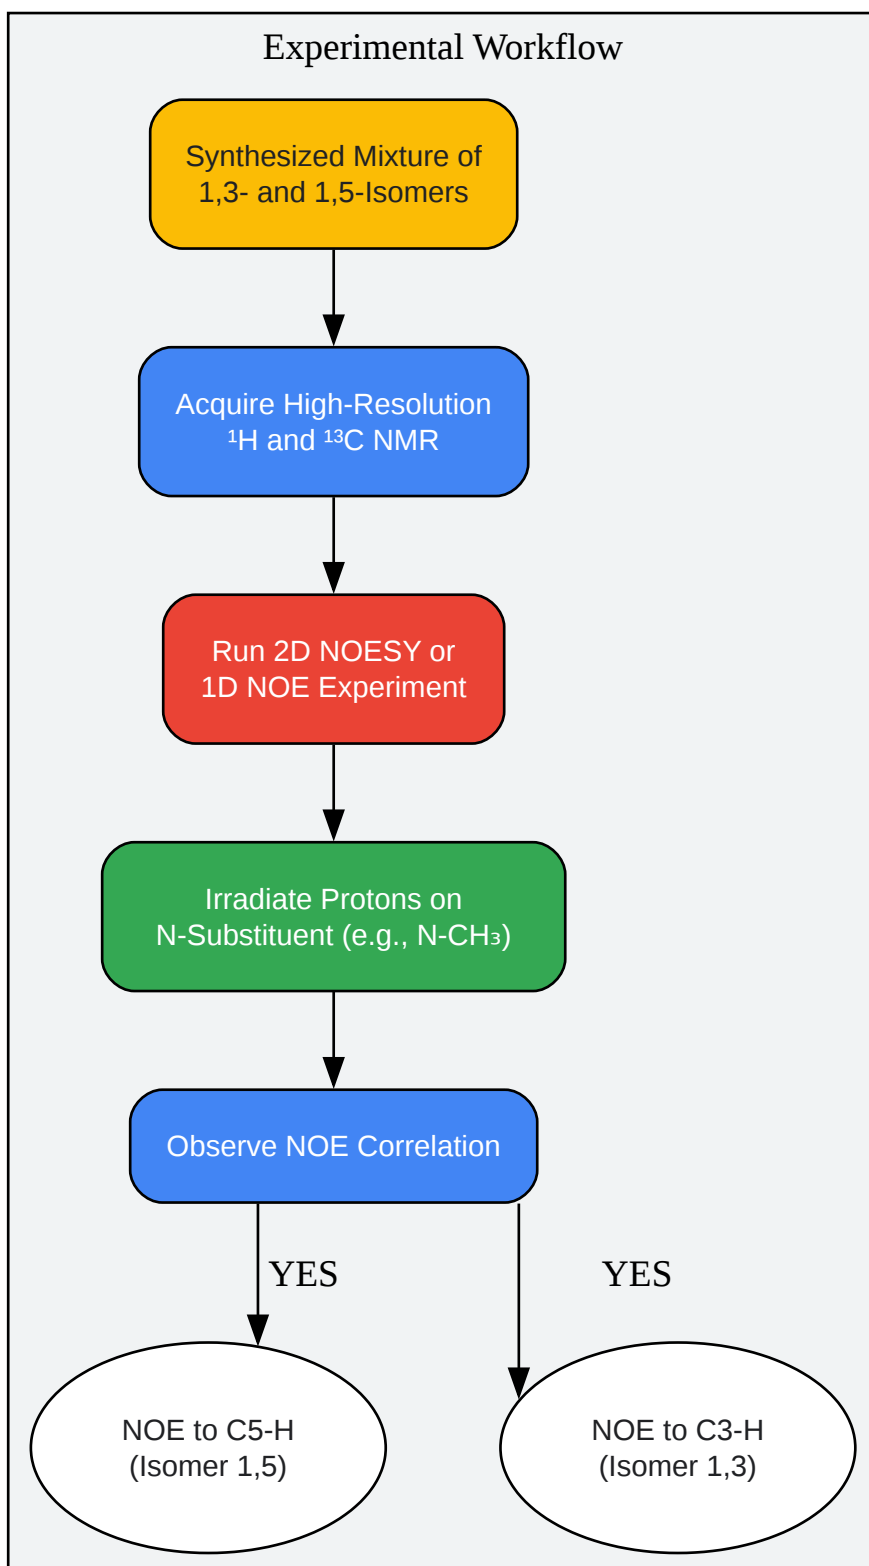 Experimental Workflow
Synthesized Mixture of
1,3- and 1,5-Isomers
Acquire High-Resolution
¹H and ¹³C NMR
Run 2D NOESY or
1D NOE Experiment
Irradiate Protons on
N-Substituent (e.g., N-CH₃)
Observe NOE Correlation
YES
YES
NOE to C5-H
(Isomer 1,5)
NOE to C3-H
(Isomer 1,3)